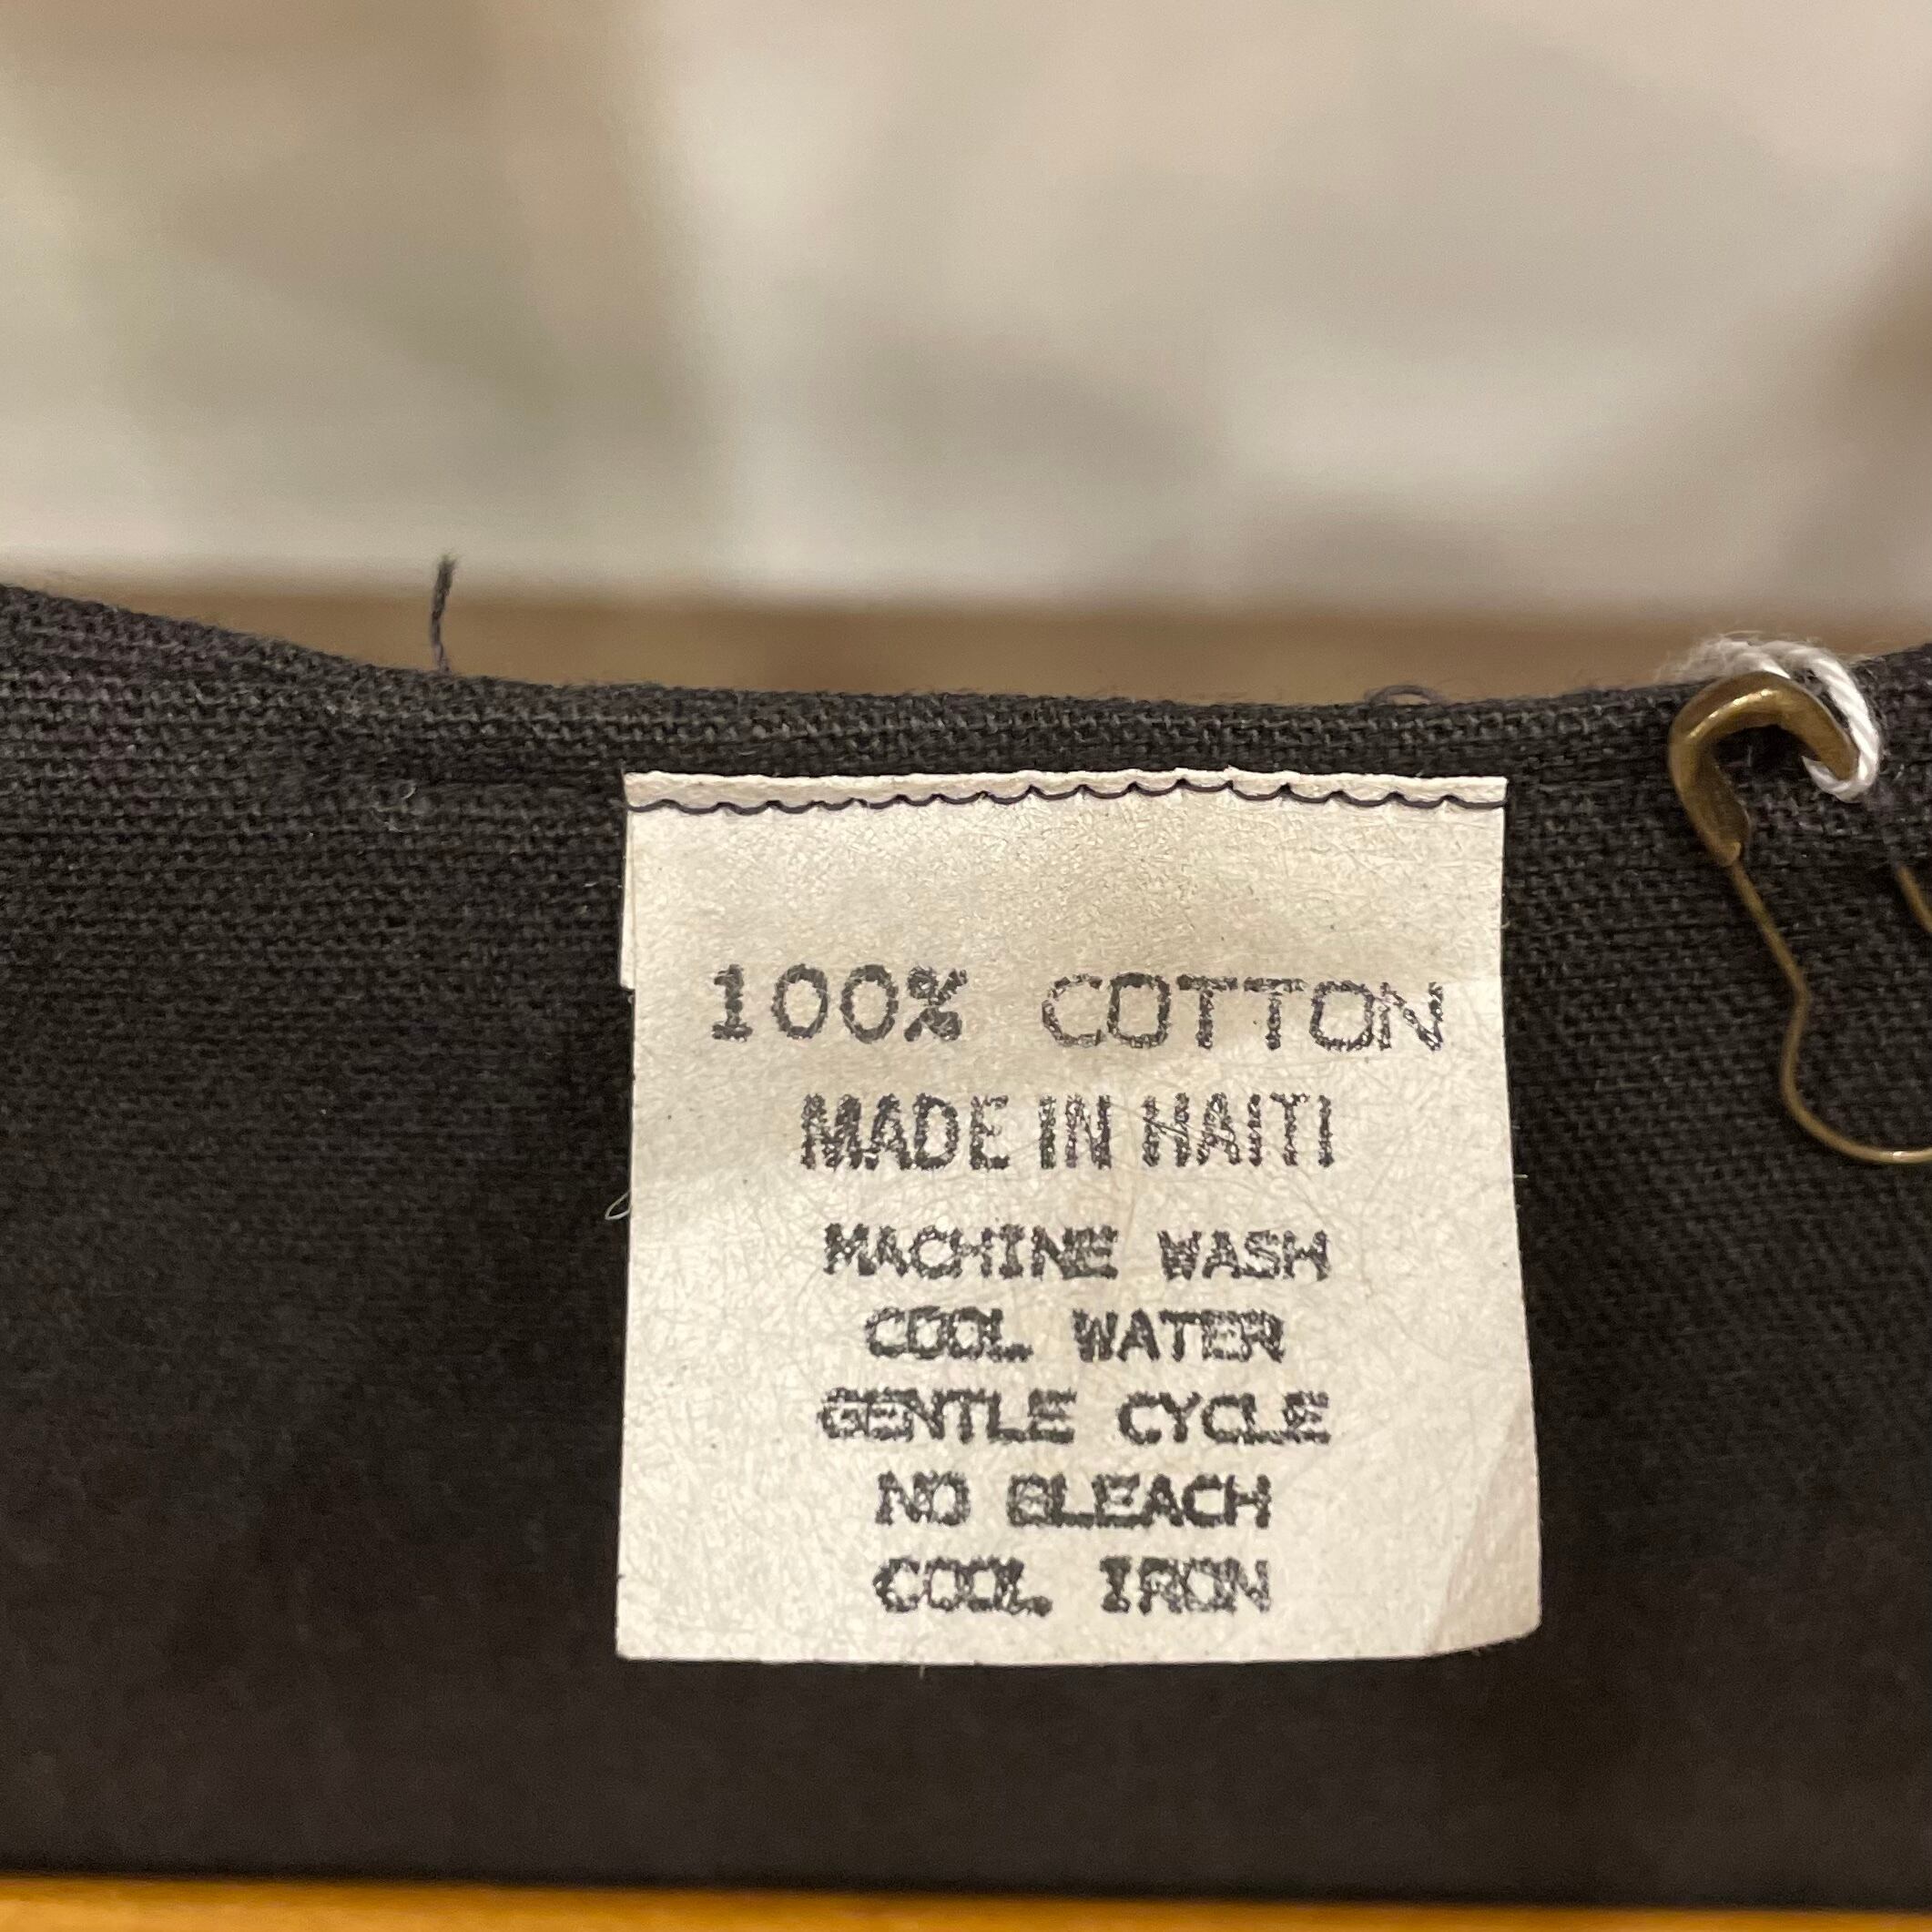 100% COTTON
MADE IN HAITI
MACHINE WASH
COOL WATER
GENTLE CYCLE
NO BLEACH
COOL IRON